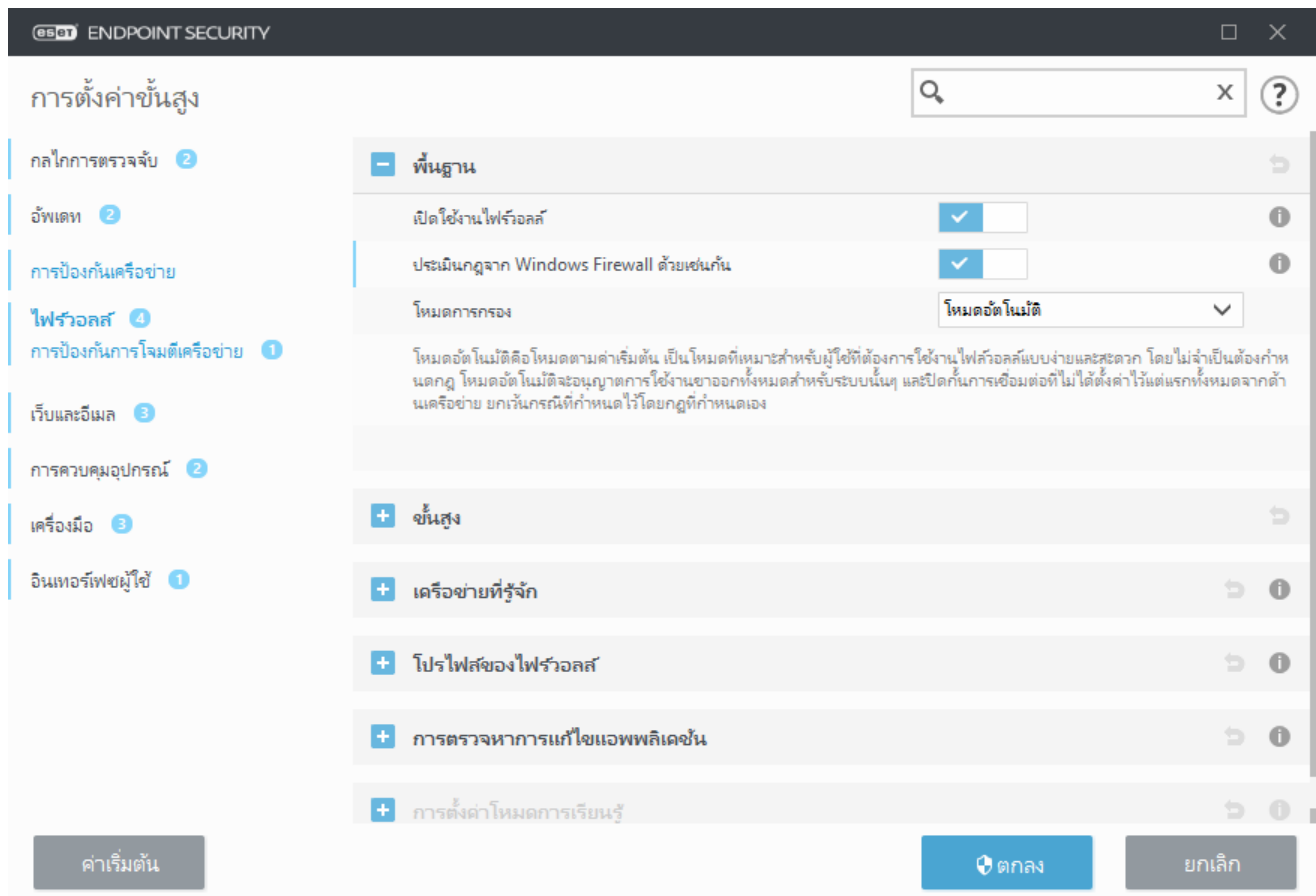 eset ENDPOINT SECURITY
การตั้งค่าขั้นสูง
x
?
กลไกการตรวจจับ 2
อัพเดท 2
การป้องกันเครือข่าย
ไฟร์วอลล์ 4
การป้องกันการโจมตีเครือข่าย 1
เว็บและอีเมล 3
การควบคุมอุปกรณ์ 2
เครื่องมือ 3
อินเทอร์เฟซผู้ใช้ 1
พื้นฐาน
เปิดใช้งานไฟร์วอลล์
ประเมินกฎจาก Windows Firewall ด้วยเช่นกัน
โหมดการกรอง
โหมดอัตโนมัติ
โหมดอัตโนมัติคือโหมดตามค่าเริ่มต้น เป็นโหมดที่เหมาะสำหรับผู้ใช้ที่ต้องการใช้งานไฟล์วอลล์แบบง่ายและสะดวก โดยไม่จำเป็นต้องกำห
นดกฎ โหมดอัตโนมัติจะอนุญาตการใช้งานขาออกทั้งหมดสำหรับระบบนั้นๆ และปิดกั้นการเชื่อมต่อที่ไม่ได้ตั้งค่าไว้แต่แรกทั้งหมดจากด้า
นเครือข่าย ยกเว้นกรณีที่กำหนดไว้โดยกฎที่กำหนดเอง
ขั้นสูง
เครือข่ายที่รู้จัก
โปรไฟล์ของไฟร์วอลล์
การตรวจหาการแก้ไขแอพพลิเคชั่น
การตั้งค่าโหมดการเรียนรู้
ค่าเริ่มต้น
ตกลง
ยกเลิก